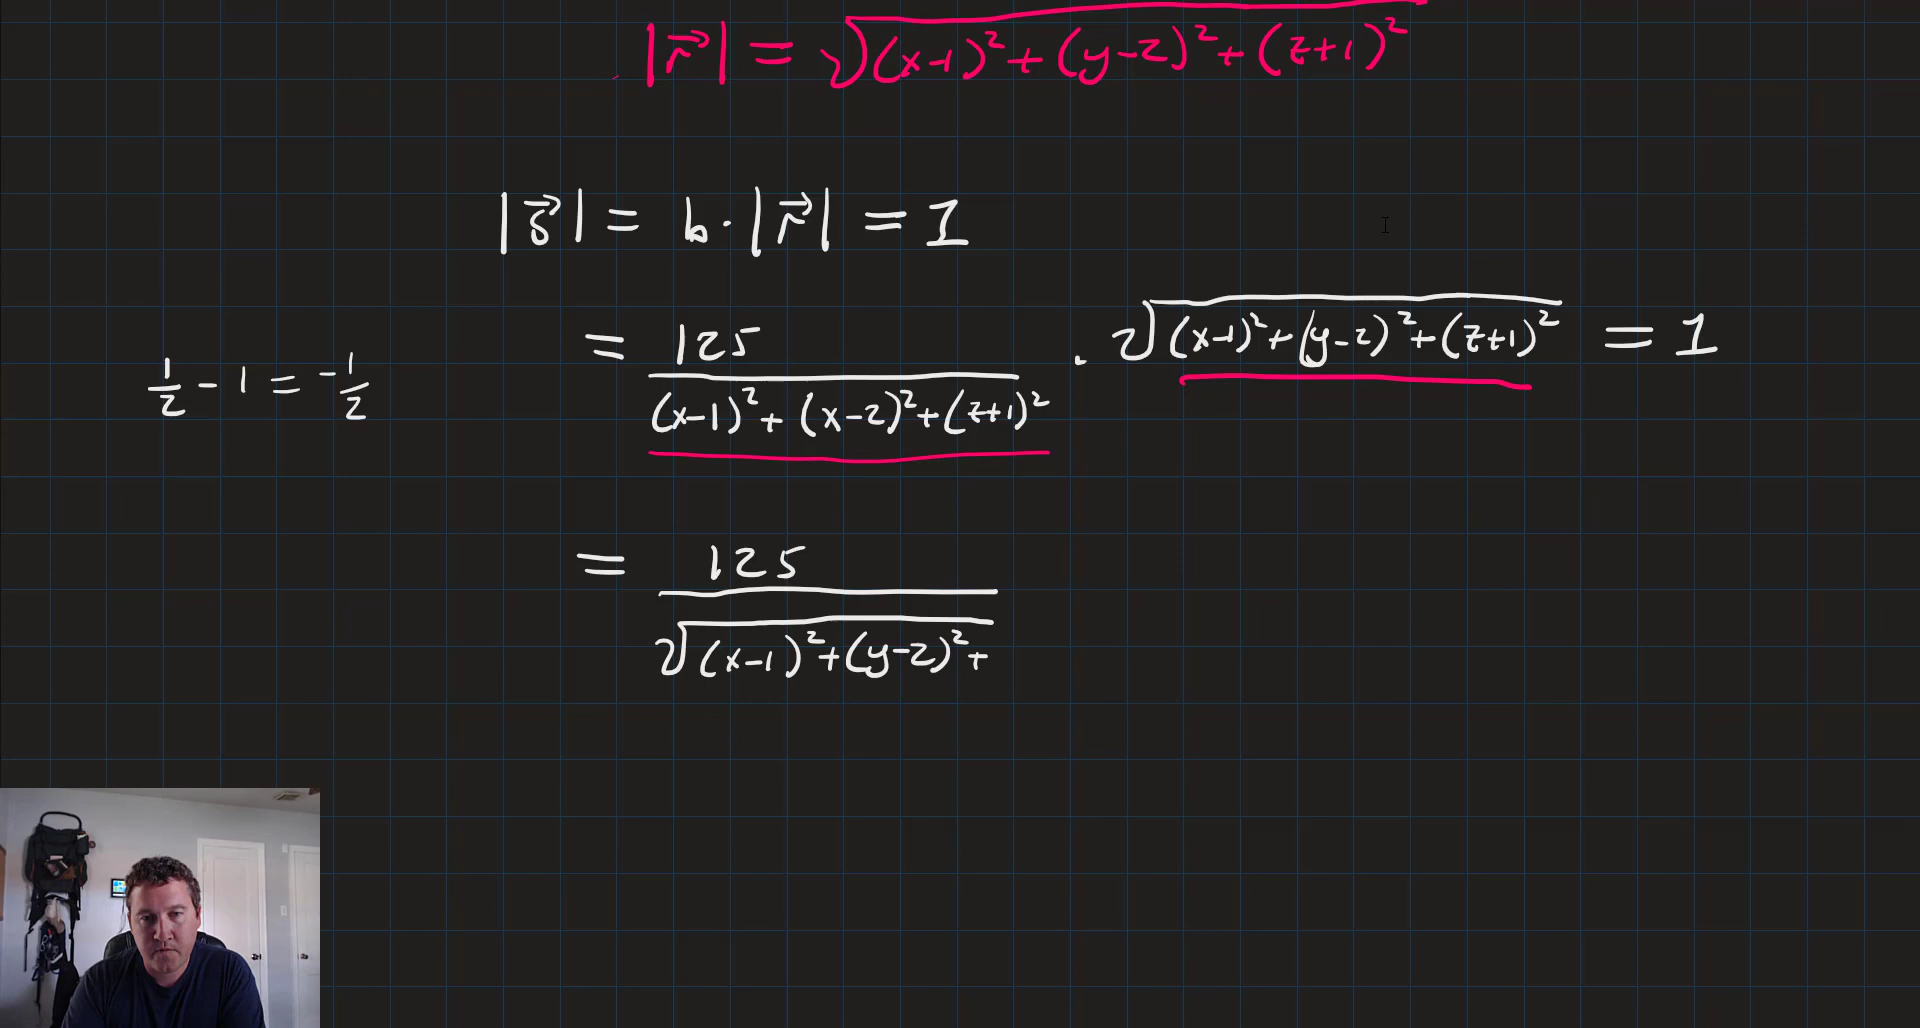 |r⃗| = √(x-1)² + (y-2)² + (z+1)²
|s⃗| = b · |r⃗| = 1
= 125 / (x-1)² + (x-2)² + (z+1)² · √(x-1)² + (y-2)² + (z+1)² = 1
1/2 - 1 = -1/2
= 125 / √(x-1)² + (y-2)² +